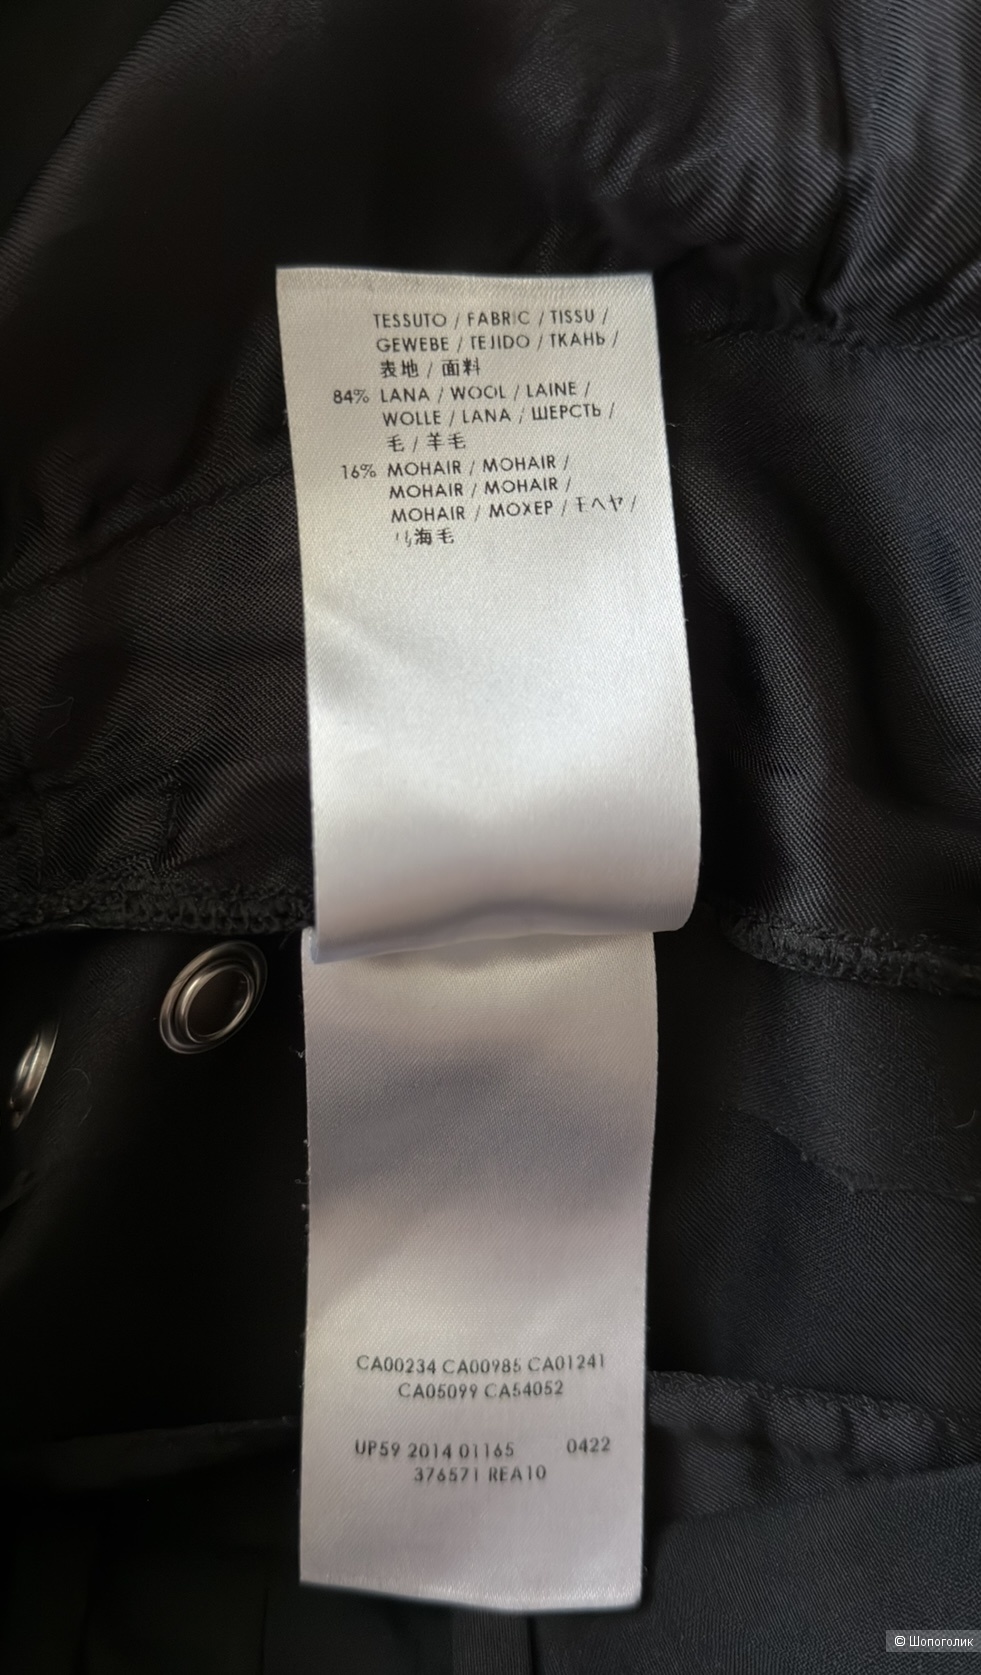 TESSUTO / FABRIC / TISSU /
GEWEBE / TEJIDO / ТКАНЬ /
表地 / 面料
84% LANA / WOOL / LAINE /
WOLLE / LANA / ШЕРСТЬ /
毛 / 羊毛
16% MOHAIR / MOHAIR /
MOHAIR / MOHAIR /
MOHAIR / МОХЕР / モヘヤ /
海毛
CA00234 CA00985 CA01241
CA05099 CA54052
UP59 2014 01165 0422
376571 REA10
© Шопоголик